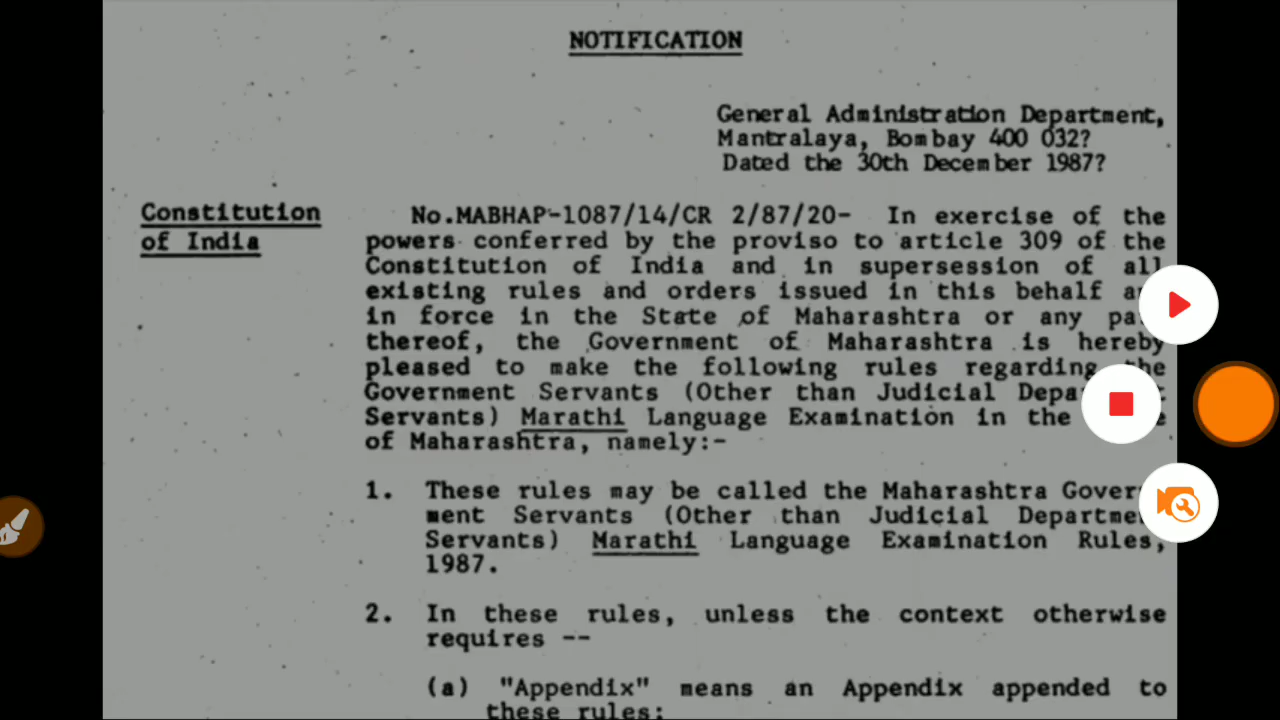 NOTIFICATION
General Administration Department,
Mantralaya, Bombay 400 032?
Dated the 30th December 1987?
Constitution
of India
No.MABHAP-1087/14/CR 2/87/20- In exercise of the
powers conferred by the proviso to article 309 of the
Constitution of India and in supersession of all
existing rules and orders issued in this behalf
in force in the State of Maharashtra or any
thereof, the Government of Maharashtra is hereby
pleased to make the following rules regarding
Government Servants (Other than Judicial
Servants) Marathi Language Examination in the
of Maharashtra, namely:-
1. These rules may be called the Maharashtra
ment Servants (Other than Judicial
Servants) Marathi Language Examination Rules,
1987.
2. In these rules, unless the context otherwise
requires --
(a) "Appendix" means an Appendix appended to
these rules;